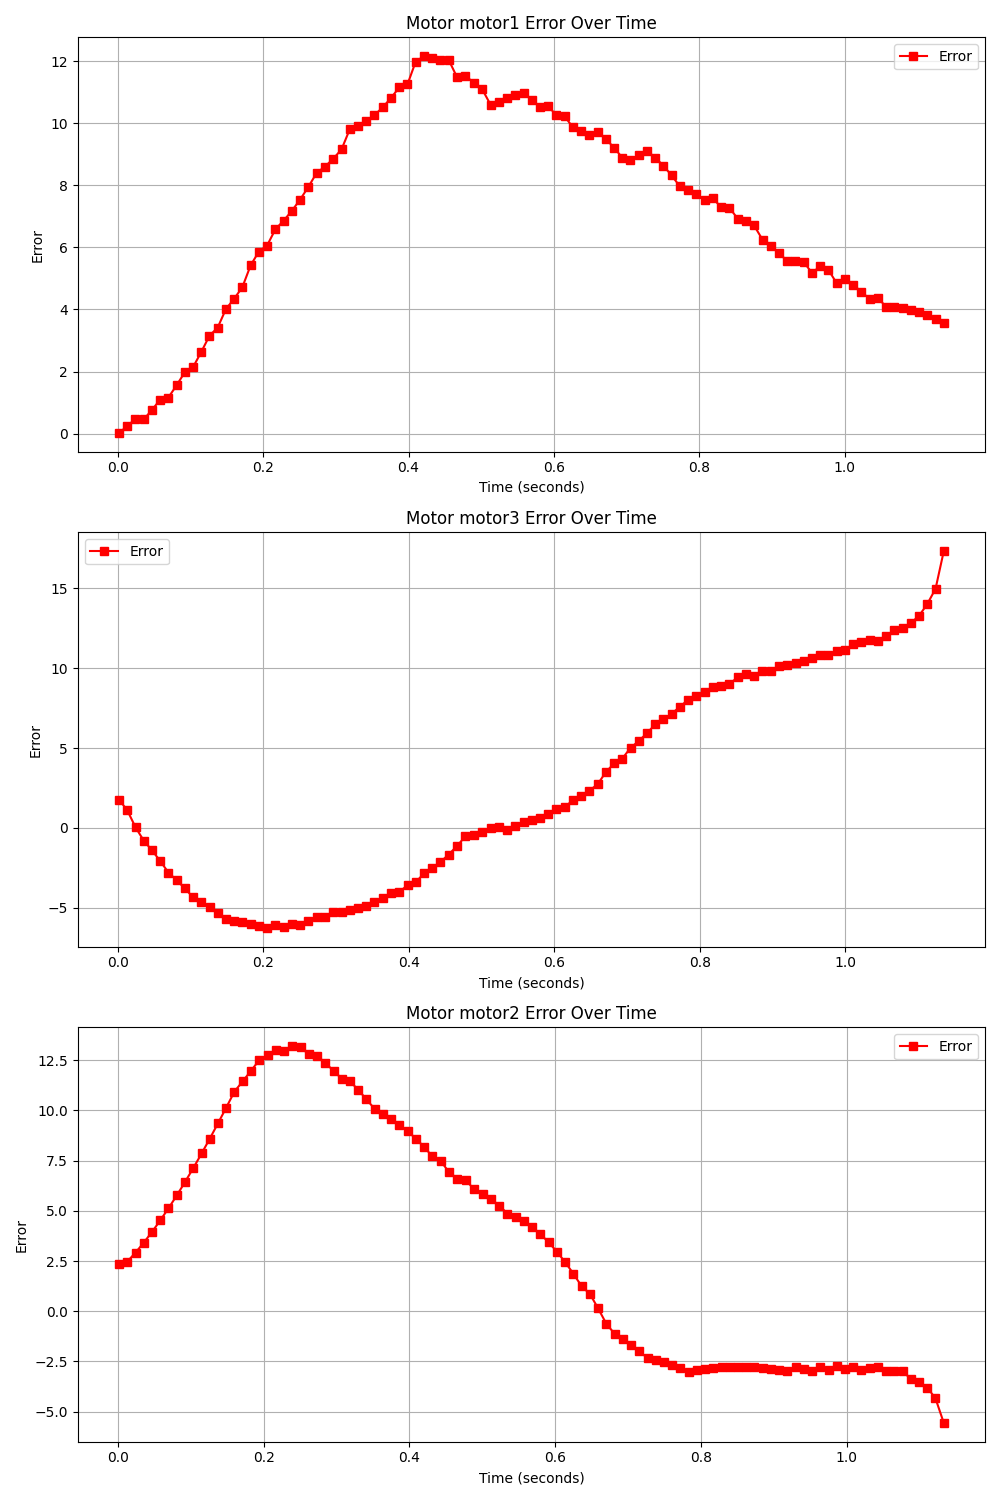 Motor motor1 Error Over Time
Error
12
10
8
6
4
2
0
Error
0.0 0.2 0.4 0.6 0.8 1.0
Time (seconds)
Motor motor3 Error Over Time
Error
15
10
5
0
−5
Error
0.0 0.2 0.4 0.6 0.8 1.0
Time (seconds)
Motor motor2 Error Over Time
Error
12.5
10.0
7.5
5.0
2.5
0.0
−2.5
−5.0
Error
0.0 0.2 0.4 0.6 0.8 1.0
Time (seconds)